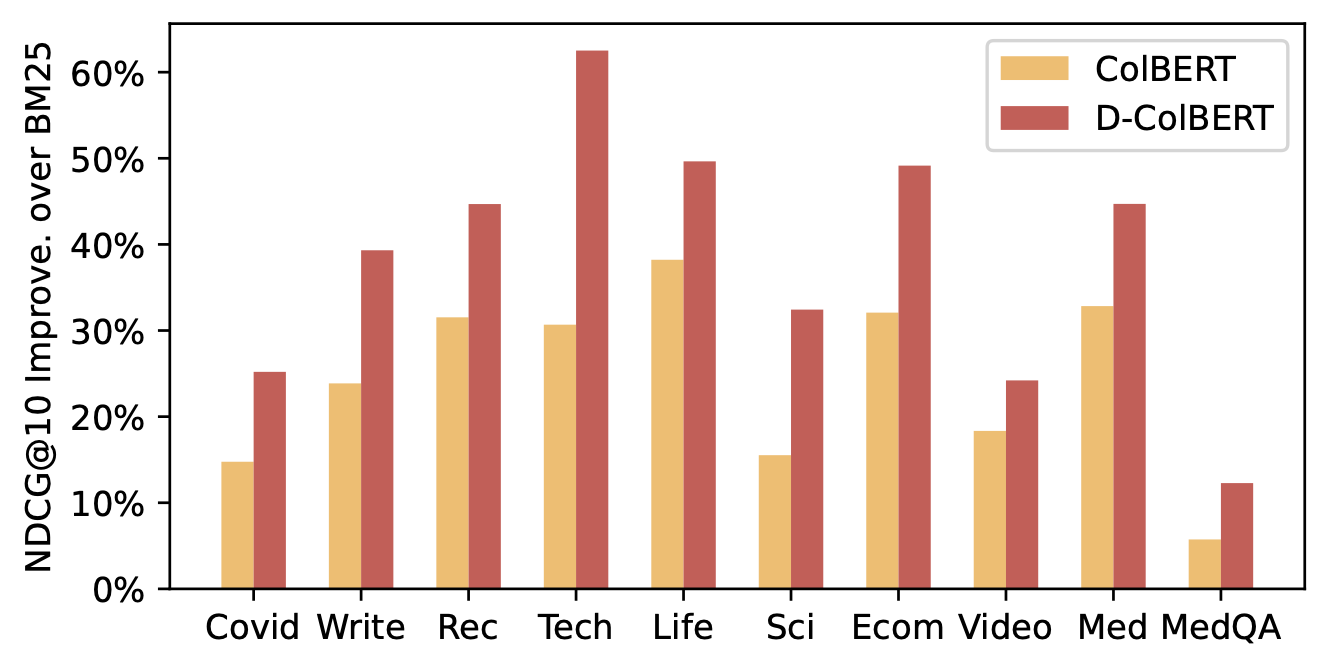 NDCG@10 Improve. over BM25
60%
50%
40%
30%
20%
10%
0%
ColBERT
D-ColBERT
Covid Write Rec Tech Life Sci Ecom Video Med MedQA